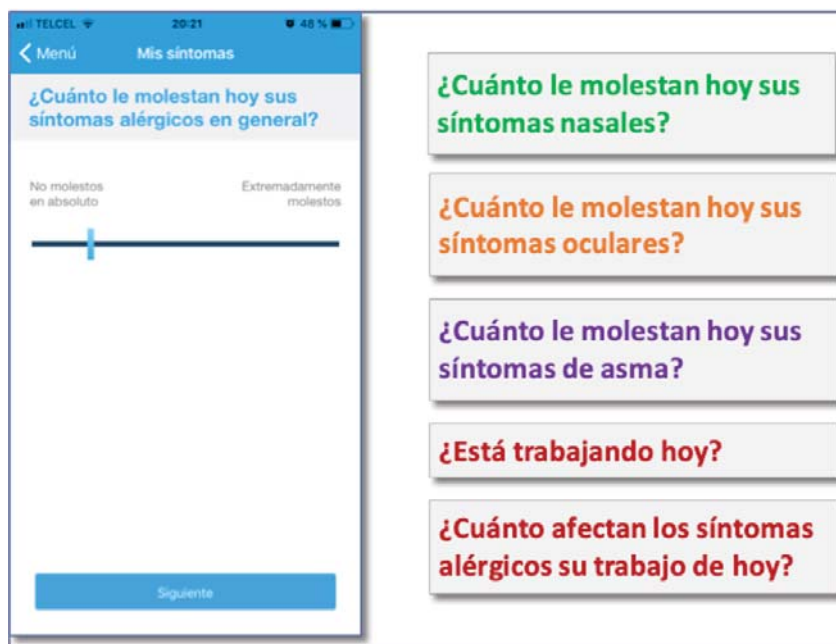 TELCEL 20:21 48 %
Menú Mis síntomas
¿Cuánto le molestan hoy sus
síntomas alérgicos en general?
No molestos
en absoluto
Extremadamente
molestos
Siguiente
¿Cuánto le molestan hoy sus
síntomas nasales?
¿Cuánto le molestan hoy sus
síntomas oculares?
¿Cuánto le molestan hoy sus
síntomas de asma?
¿Está trabajando hoy?
¿Cuánto afectan los síntomas
alérgicos su trabajo de hoy?